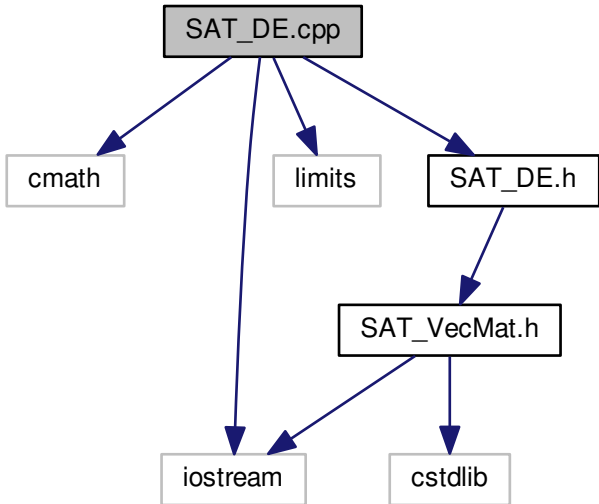 SAT_DE.cpp
cmath
limits
SAT_DE.h
SAT_VecMat.h
iostream
cstdlib